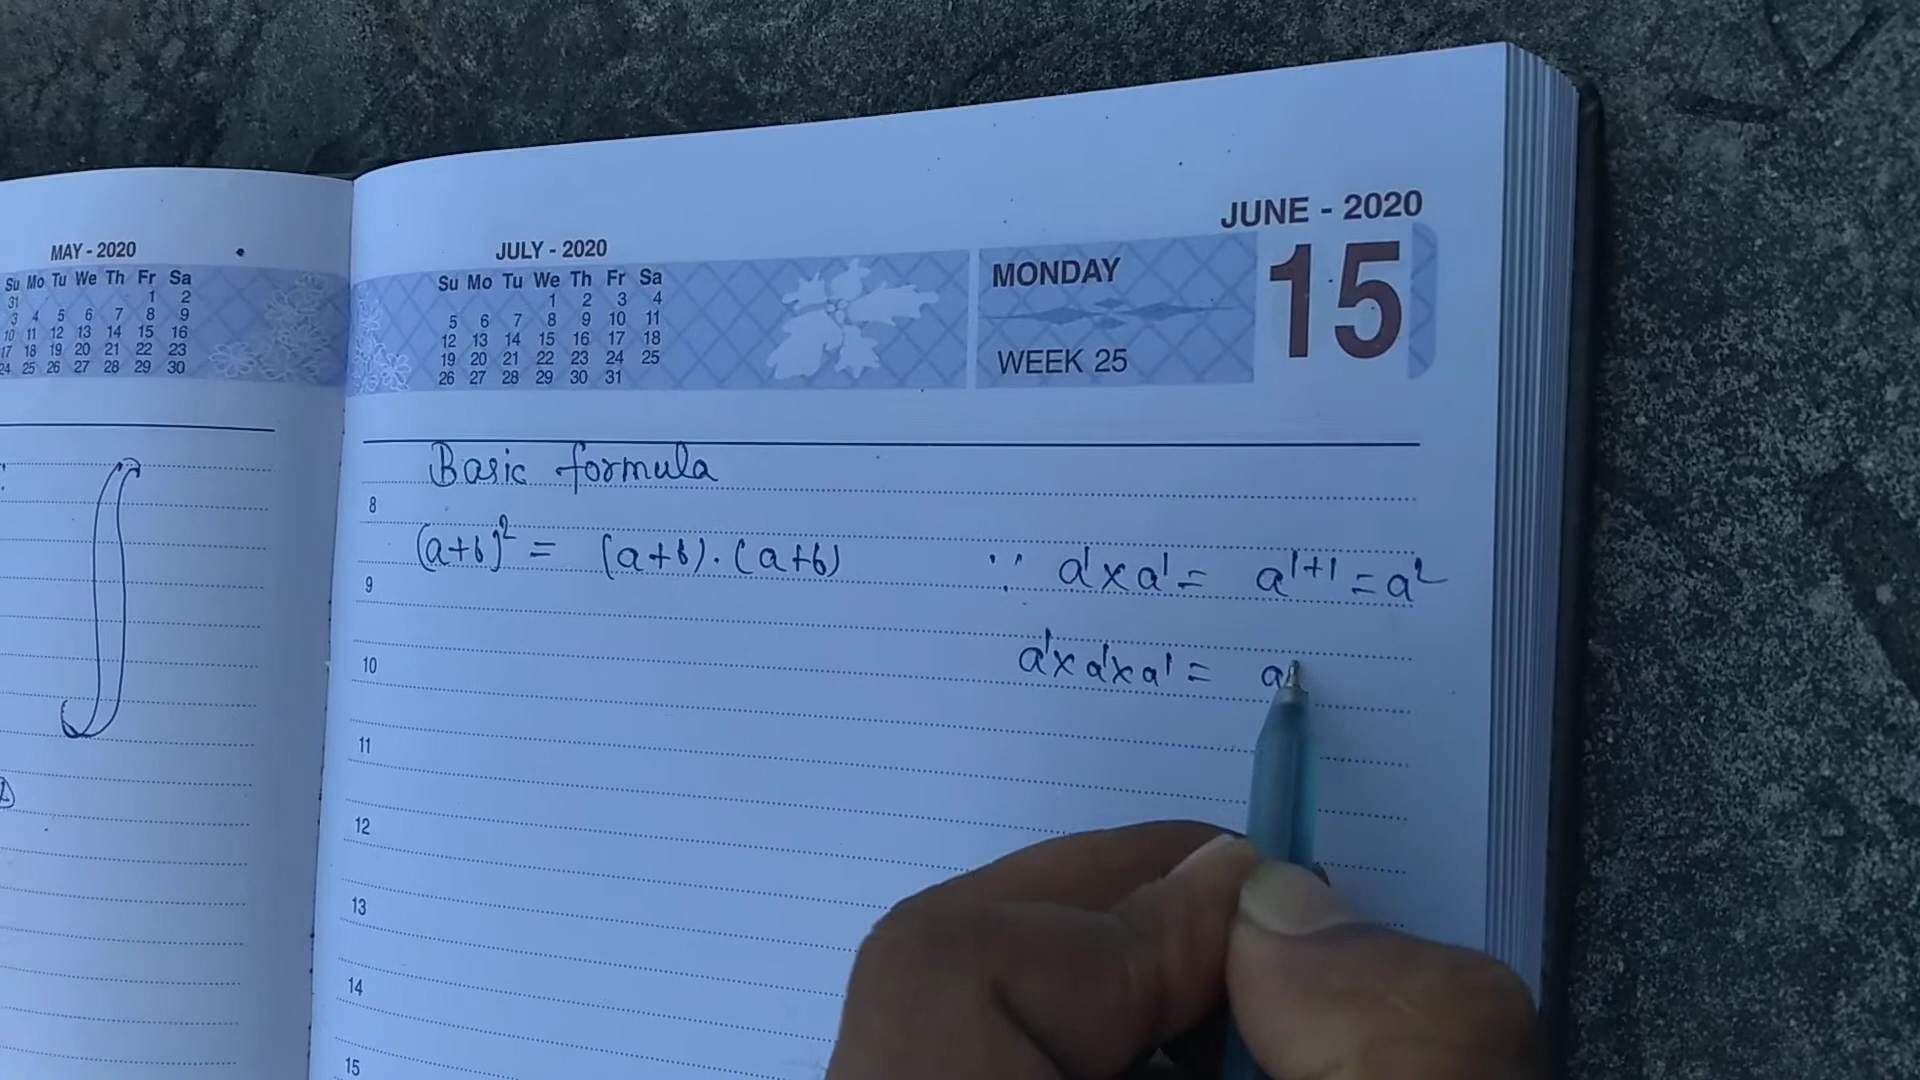 MAY - 2020
Su Mo Tu We Th Fr Sa
31 1 2
3 4 5 6 7 8 9
10 11 12 13 14 15 16
17 18 19 20 21 22 23
24 25 26 27 28 29 30
JULY - 2020
Su Mo Tu We Th Fr Sa
1 2 3 4
5 6 7 8 9 10 11
12 13 14 15 16 17 18
19 20 21 22 23 24 25
26 27 28 29 30 31
JUNE - 2020
MONDAY
15
WEEK 25
Basic formula
8
(a+b)² = (a+b).(a+b) ∵ a¹×a¹= a¹⁺¹=a²
9
a¹×a¹×a¹= a
10
11
12
13
14
15